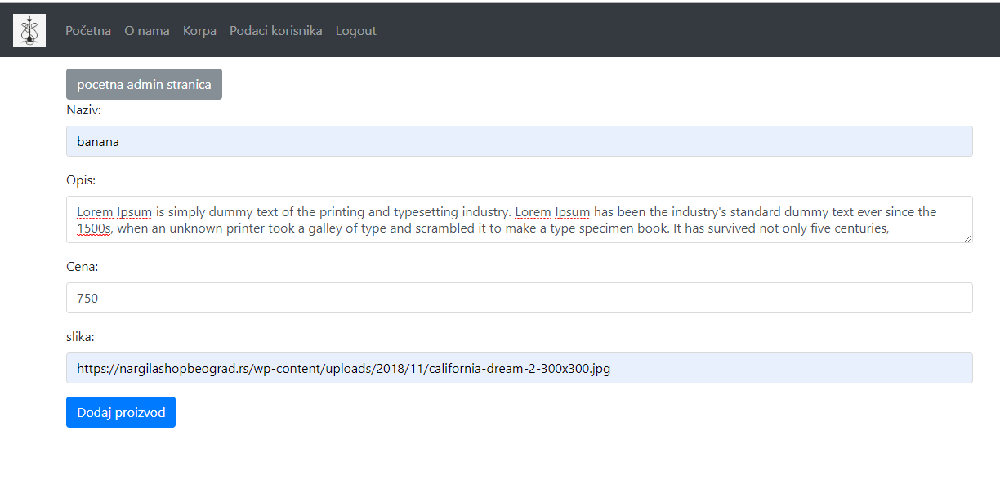 Početna O nama Korpa Podaci korisnika Logout
pocetna admin stranica
Naziv:
banana
Opis:
Lorem Ipsum is simply dummy text of the printing and typesetting industry. Lorem Ipsum has been the industry's standard dummy text ever since the
1500s, when an unknown printer took a galley of type and scrambled it to make a type specimen book. It has survived not only five centuries,
Cena:
750
slika:
https://nargilashopbeograd.rs/wp-content/uploads/2018/11/california-dream-2-300x300.jpg
Dodaj proizvod